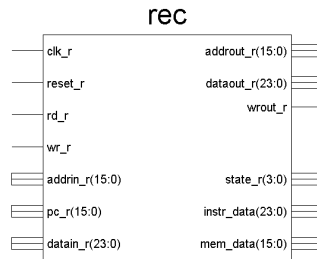 rec
clk_r
reset_r
rd_r
wr_r
addrin_r(15:0)
pc_r(15:0)
datain_r(23:0)
addrout_r(15:0)
dataout_r(23:0)
wrout_r
state_r(3:0)
instr_data(23:0)
mem_data(15:0)